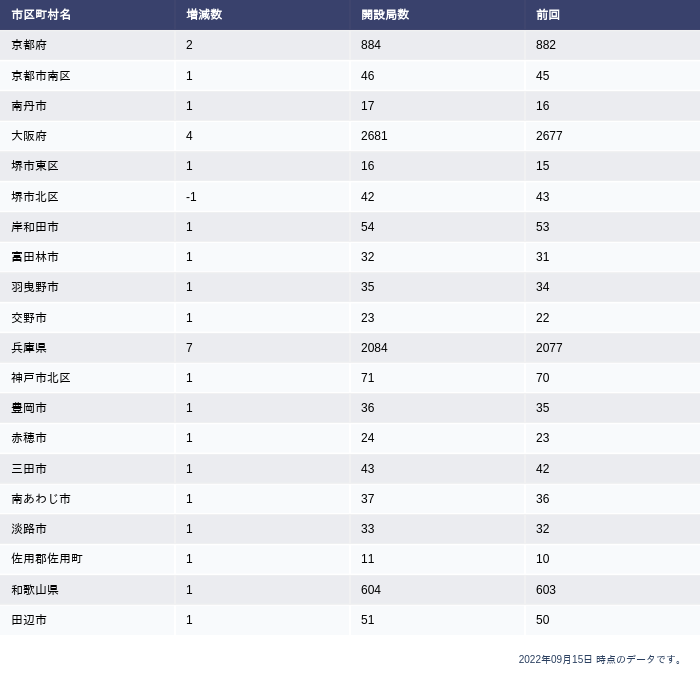 市区町村名 増減数 開設局数 前回
京都府 2 884 882
京都市南区 1 46 45
南丹市 1 17 16
大阪府 4 2681 2677
堺市東区 1 16 15
堺市北区 -1 42 43
岸和田市 1 54 53
富田林市 1 32 31
羽曳野市 1 35 34
交野市 1 23 22
兵庫県 7 2084 2077
神戸市北区 1 71 70
豊岡市 1 36 35
赤穂市 1 24 23
三田市 1 43 42
南あわじ市 1 37 36
淡路市 1 33 32
佐用郡佐用町 1 11 10
和歌山県 1 604 603
田辺市 1 51 50
2022年09月15日 時点のデータです。